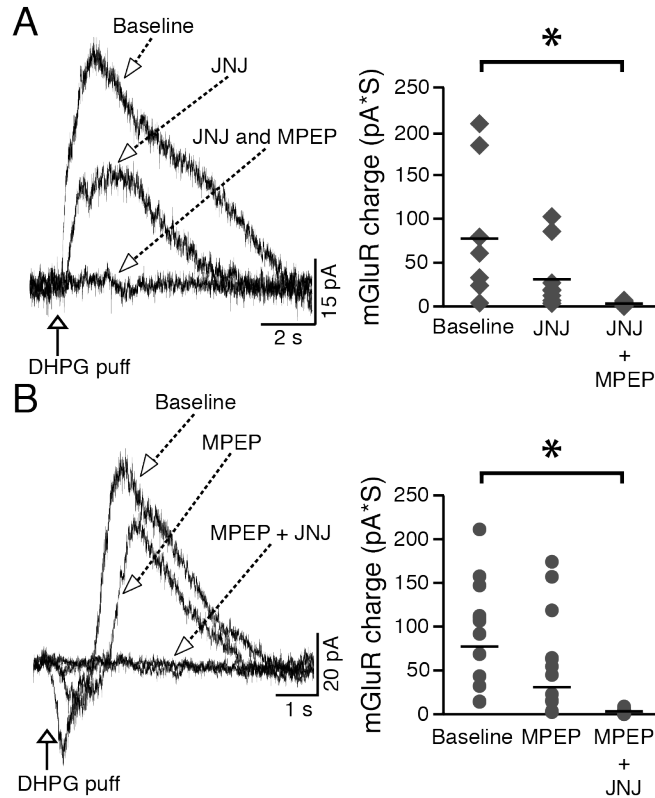 A
Baseline
JNJ
JNJ and MPEP
15 pA
2 s
DHPG puff
*
mGluR charge (pA*S)
250
200
150
100
50
0
Baseline
JNJ
JNJ
+
MPEP
B
Baseline
MPEP
MPEP + JNJ
20 pA
1 s
DHPG puff
*
mGluR charge (pA*S)
250
200
150
100
50
0
Baseline
MPEP
MPEP
+
JNJ